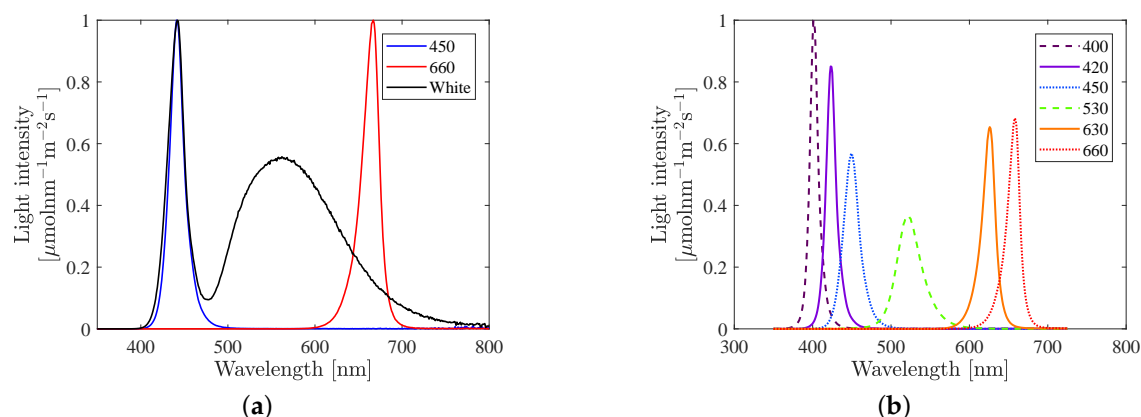 1
0.8
0.6
0.4
0.2
0
Light intensity
[μmolnm⁻¹m⁻²s⁻¹]
450
660
White
400 500 600 700 800
Wavelength [nm]
(a)
1
0.8
0.6
0.4
0.2
0
Light intensity
[μmolnm⁻¹m⁻²s⁻¹]
400
420
450
530
630
660
300 400 500 600 700 800
Wavelength [nm]
(b)